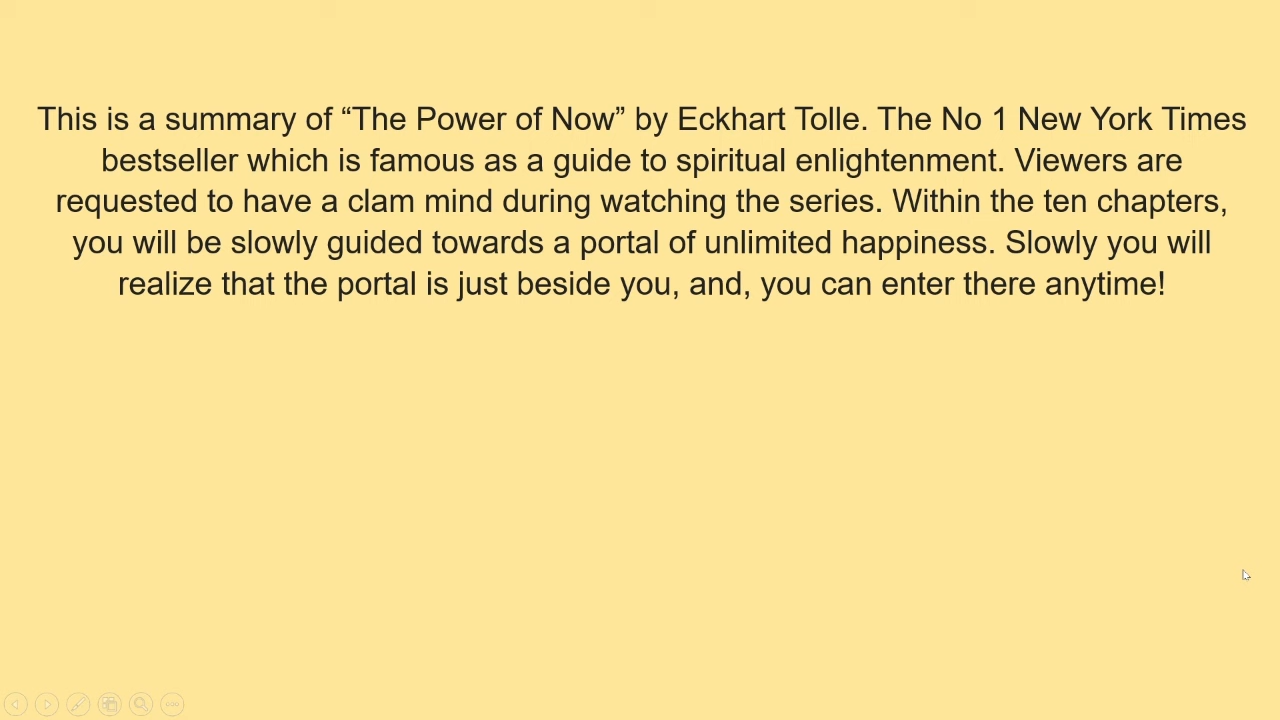 This is a summary of “The Power of Now” by Eckhart Tolle. The No 1 New York Times
bestseller which is famous as a guide to spiritual enlightenment. Viewers are
requested to have a clam mind during watching the series. Within the ten chapters,
you will be slowly guided towards a portal of unlimited happiness. Slowly you will
realize that the portal is just beside you, and, you can enter there anytime!